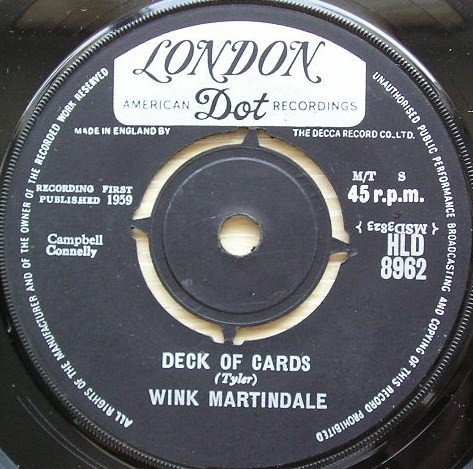 LONDON
AMERICAN Dot RECORDINGS
MADE IN ENGLAND BY THE DECCA RECORD CO., LTD.
RECORDING FIRST
PUBLISHED 1959
M/T S
45 r.p.m.
Campbell
Connelly
{ MSD3823 }
HLD
8962
DECK OF CARDS
(Tyler)
WINK MARTINDALE
ALL RIGHTS OF THE MANUFACTURER AND OF THE OWNER OF THE RECORDED WORK RESERVED
UNAUTHORISED PUBLIC PERFORMANCE BROADCASTING AND COPYING OF THIS RECORD PROHIBITED